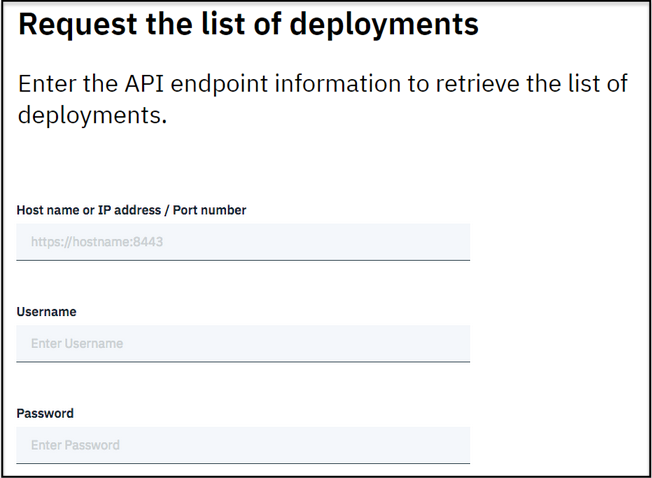 Request the list of deployments
Enter the API endpoint information to retrieve the list of
deployments.
Host name or IP address / Port number
https://hostname:8443
Username
Enter Username
Password
Enter Password